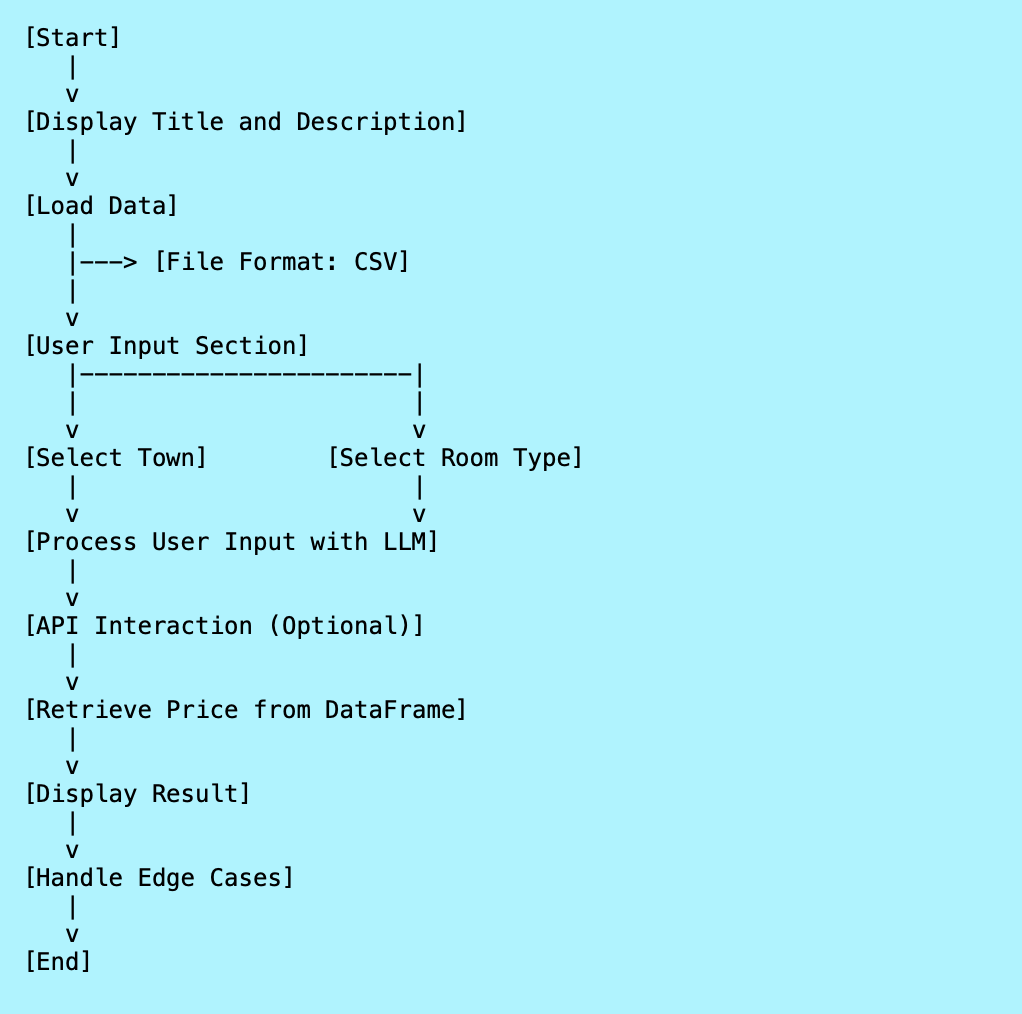 [Start]
   |
   v
[Display Title and Description]
   |
   v
[Load Data]
   |
   |---> [File Format: CSV]
   |
   v
[User Input Section]
   |-----------------------|
   |                       |
   v                       v
[Select Town]        [Select Room Type]
   |                       |
   v                       v
[Process User Input with LLM]
   |
   v
[API Interaction (Optional)]
   |
   v
[Retrieve Price from DataFrame]
   |
   v
[Display Result]
   |
   v
[Handle Edge Cases]
   |
   v
[End]